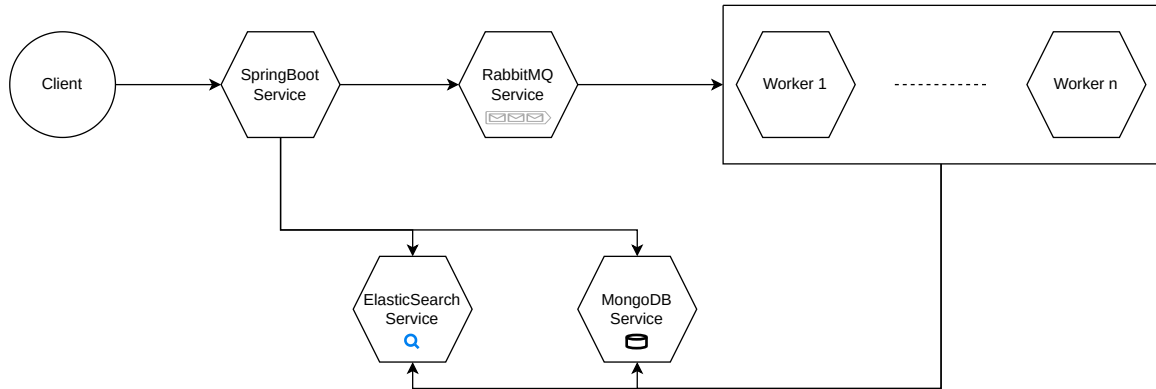 Client
SpringBoot
Service
RabbitMQ
Service
Worker 1
Worker n
ElasticSearch
Service
MongoDB
Service